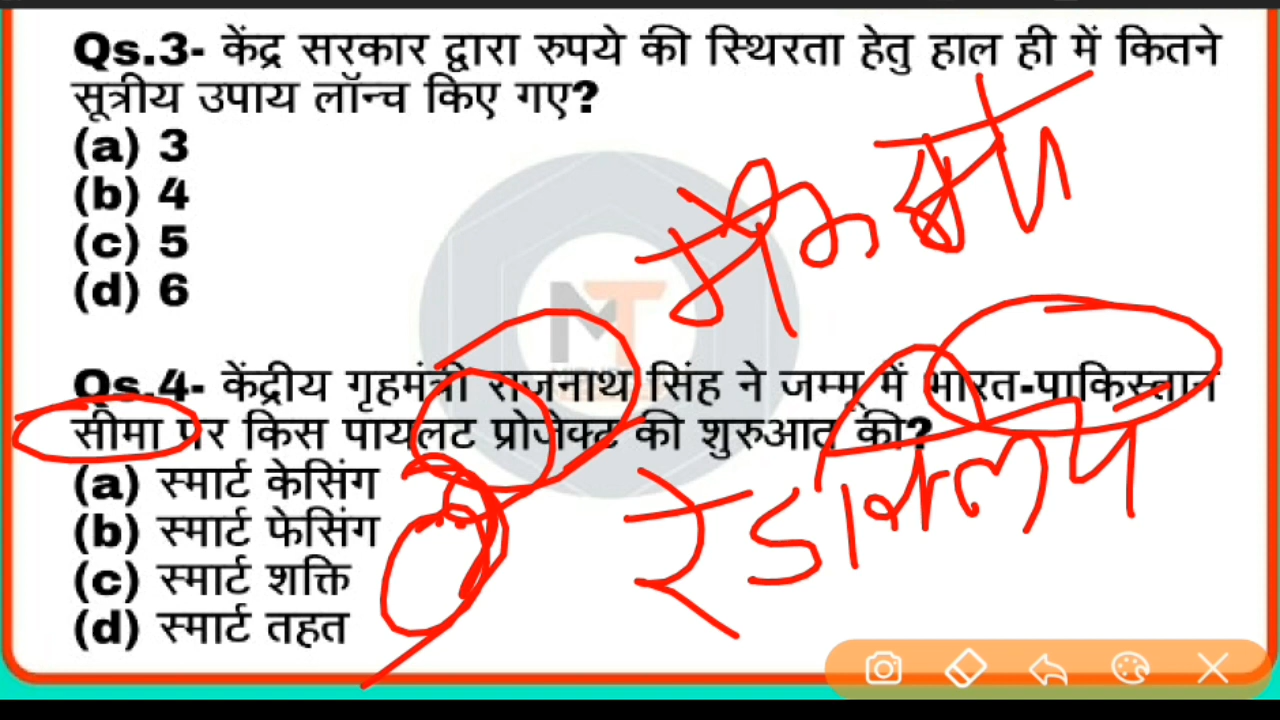 Qs.3- केंद्र सरकार द्वारा रुपये की स्थिरता हेतु हाल ही में कितने
सूत्रीय उपाय लॉन्च किए गए?
(a) 3
(b) 4
(c) 5
(d) 6
MT
Qs.4- केंद्रीय गृहमंत्री राजनाथ सिंह ने जम्मू में भारत-पाकिस्तान
सीमा पर किस पायलट प्रोजेक्ट की शुरुआत की?
(a) स्मार्ट केसिंग
(b) स्मार्ट फेसिंग
(c) स्मार्ट शक्ति
(d) स्मार्ट तहत